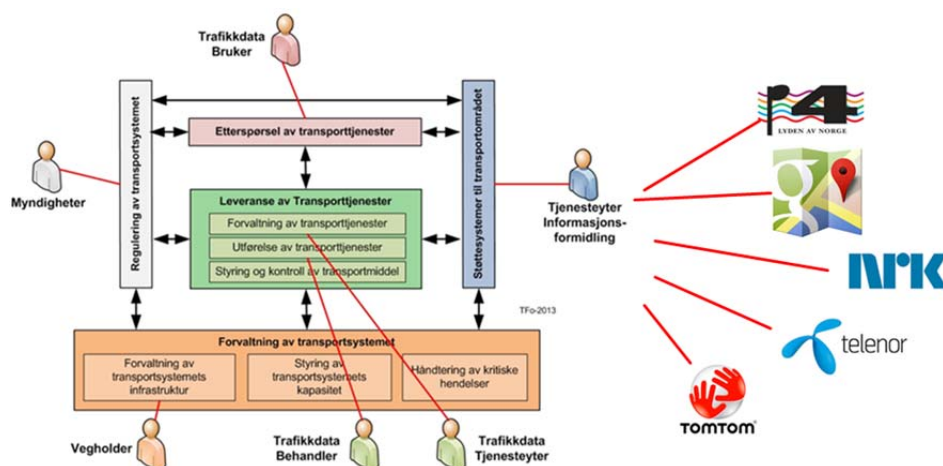 Trafikkdata
Bruker
Regulering av transportsystemet
Etterspørsel av transporttjenester
Støttesystemer til transportområdet
Myndigheter
Leveranse av Transporttjenester
Forvaltning av transporttjenester
Utførelse av transporttjenester
Styring og kontroll av transportmiddel
Tjenesteyter
Informasjons-
formidling
TFo-2013
Forvaltning av transportsystemet
Forvaltning av
transportsystemets
infrastruktur
Styring av
transportsystemets
kapasitet
Håndtering av kritiske
hendelser
Vegholder
Trafikkdata
Behandler
Trafikkdata
Tjenesteyter
P4
LYDEN AV NORGE
g
nrk
telenor
TOMTOM